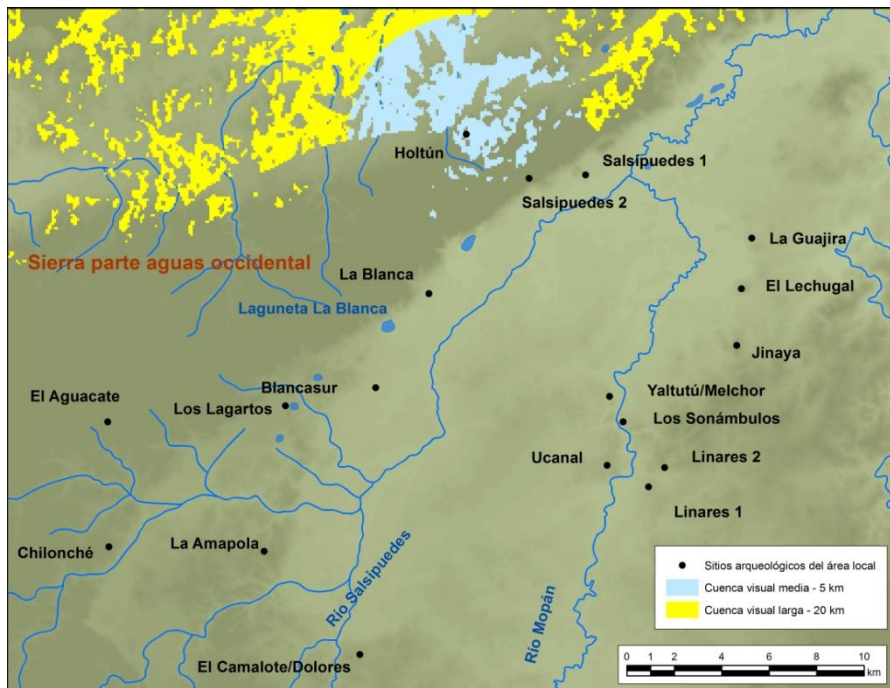 Holtún
Salsipuedes 1
Salsipuedes 2
La Guajira
Sierra parte aguas occidental
La Blanca
El Lechugal
Laguneta La Blanca
Jinaya
El Aguacate
Blancasur
Yaltutú/Melchor
Los Lagartos
Los Sonámbulos
Ucanal
Linares 2
Linares 1
Chilonché
La Amapola
Río Salsipuedes
Río Mopán
El Camalote/Dolores
Sitios arqueológicos del área local
Cuenca visual media - 5 km
Cuenca visual larga - 20 km
0 1 2 4 6 8 10
km